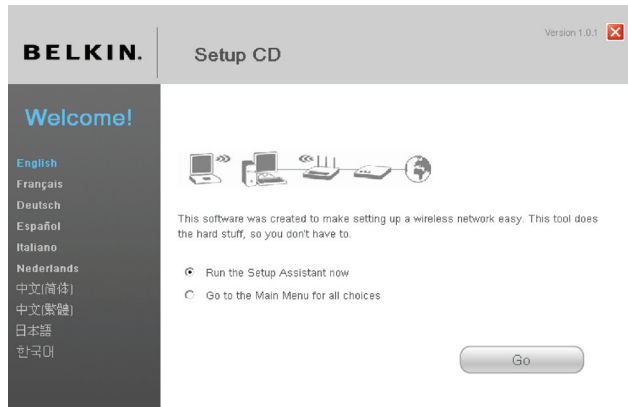 BELKIN.
Setup CD
Version 1.0.1
Welcome!
English
Français
Deutsch
Español
Italiano
Nederlands
中文(简体)
中文(繁體)
日本語
한국어
This software was created to make setting up a wireless network easy. This tool does
the hard stuff, so you don't have to.
Run the Setup Assistant now
Go to the Main Menu for all choices
Go